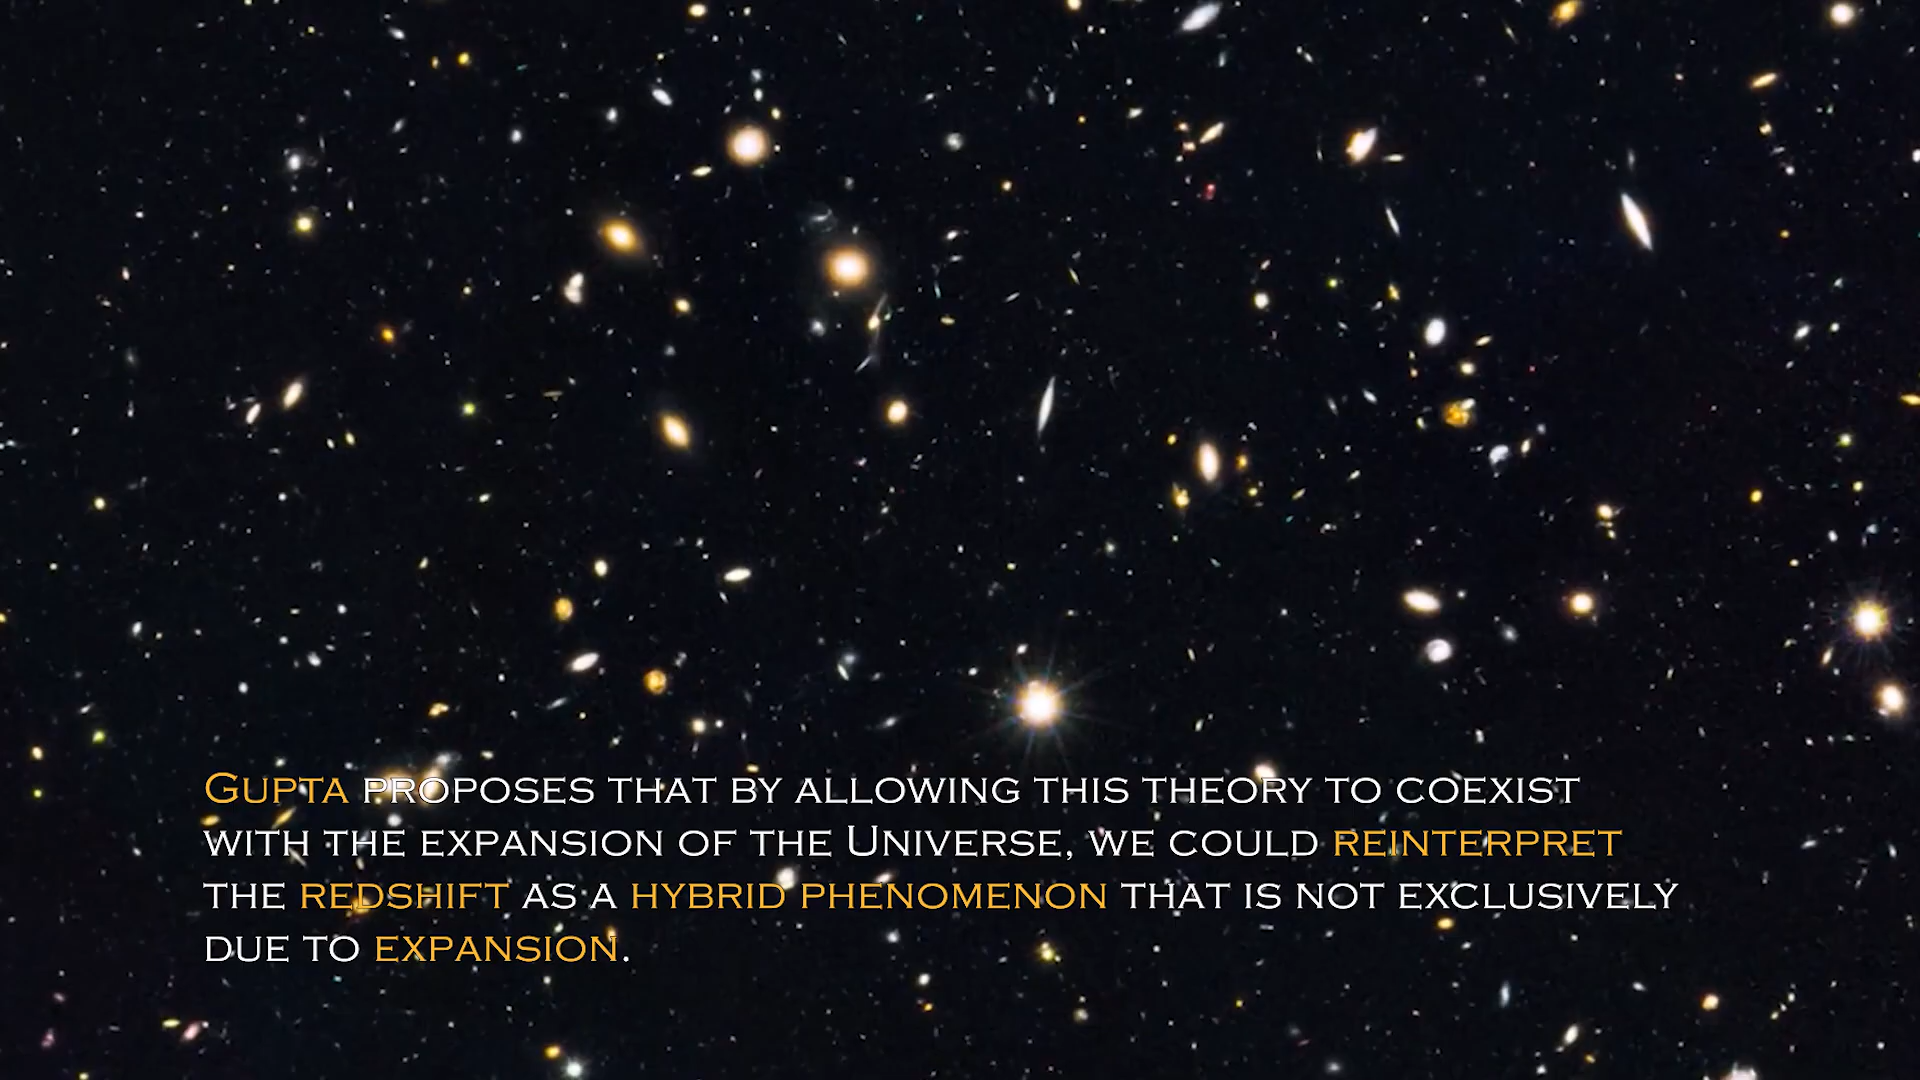 Gupta proposes that by allowing this theory to coexist
with the expansion of the Universe, we could reinterpret
the redshift as a hybrid phenomenon that is not exclusively
due to expansion.